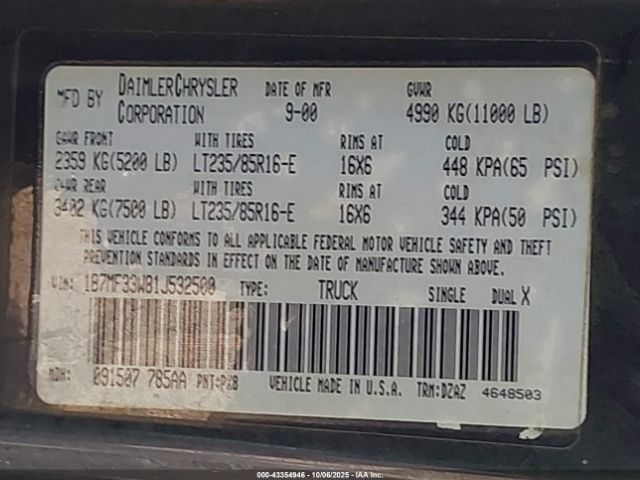 MFD BY DAIMLERCHRYSLER CORPORATION DATE OF MFR 9-00 GVWR 4990 KG(11000 LB)
GAWR FRONT WITH TIRES RIMS AT COLD
2359 KG(5200 LB) LT235/85R16-E 16X6 448 KPA(65 PSI)
GAWR REAR WITH TIRES RIMS AT COLD
3402 KG(7500 LB) LT235/85R16-E 16X6 344 KPA(50 PSI)
THIS VEHICLE CONFORMS TO ALL APPLICABLE FEDERAL MOTOR VEHICLE SAFETY AND THEFT
PREVENTION STANDARDS IN EFFECT ON THE DATE OF MANUFACTURE SHOWN ABOVE.
VIN: 1B7MF33W81J532500 TYPE: TRUCK SINGLE DUAL X
MDH: 091507 785AA VEHICLE MADE IN U.S.A. TRM:DZAZ 4648503
000-43354946 - 10/06/2025 - IAA Inc.